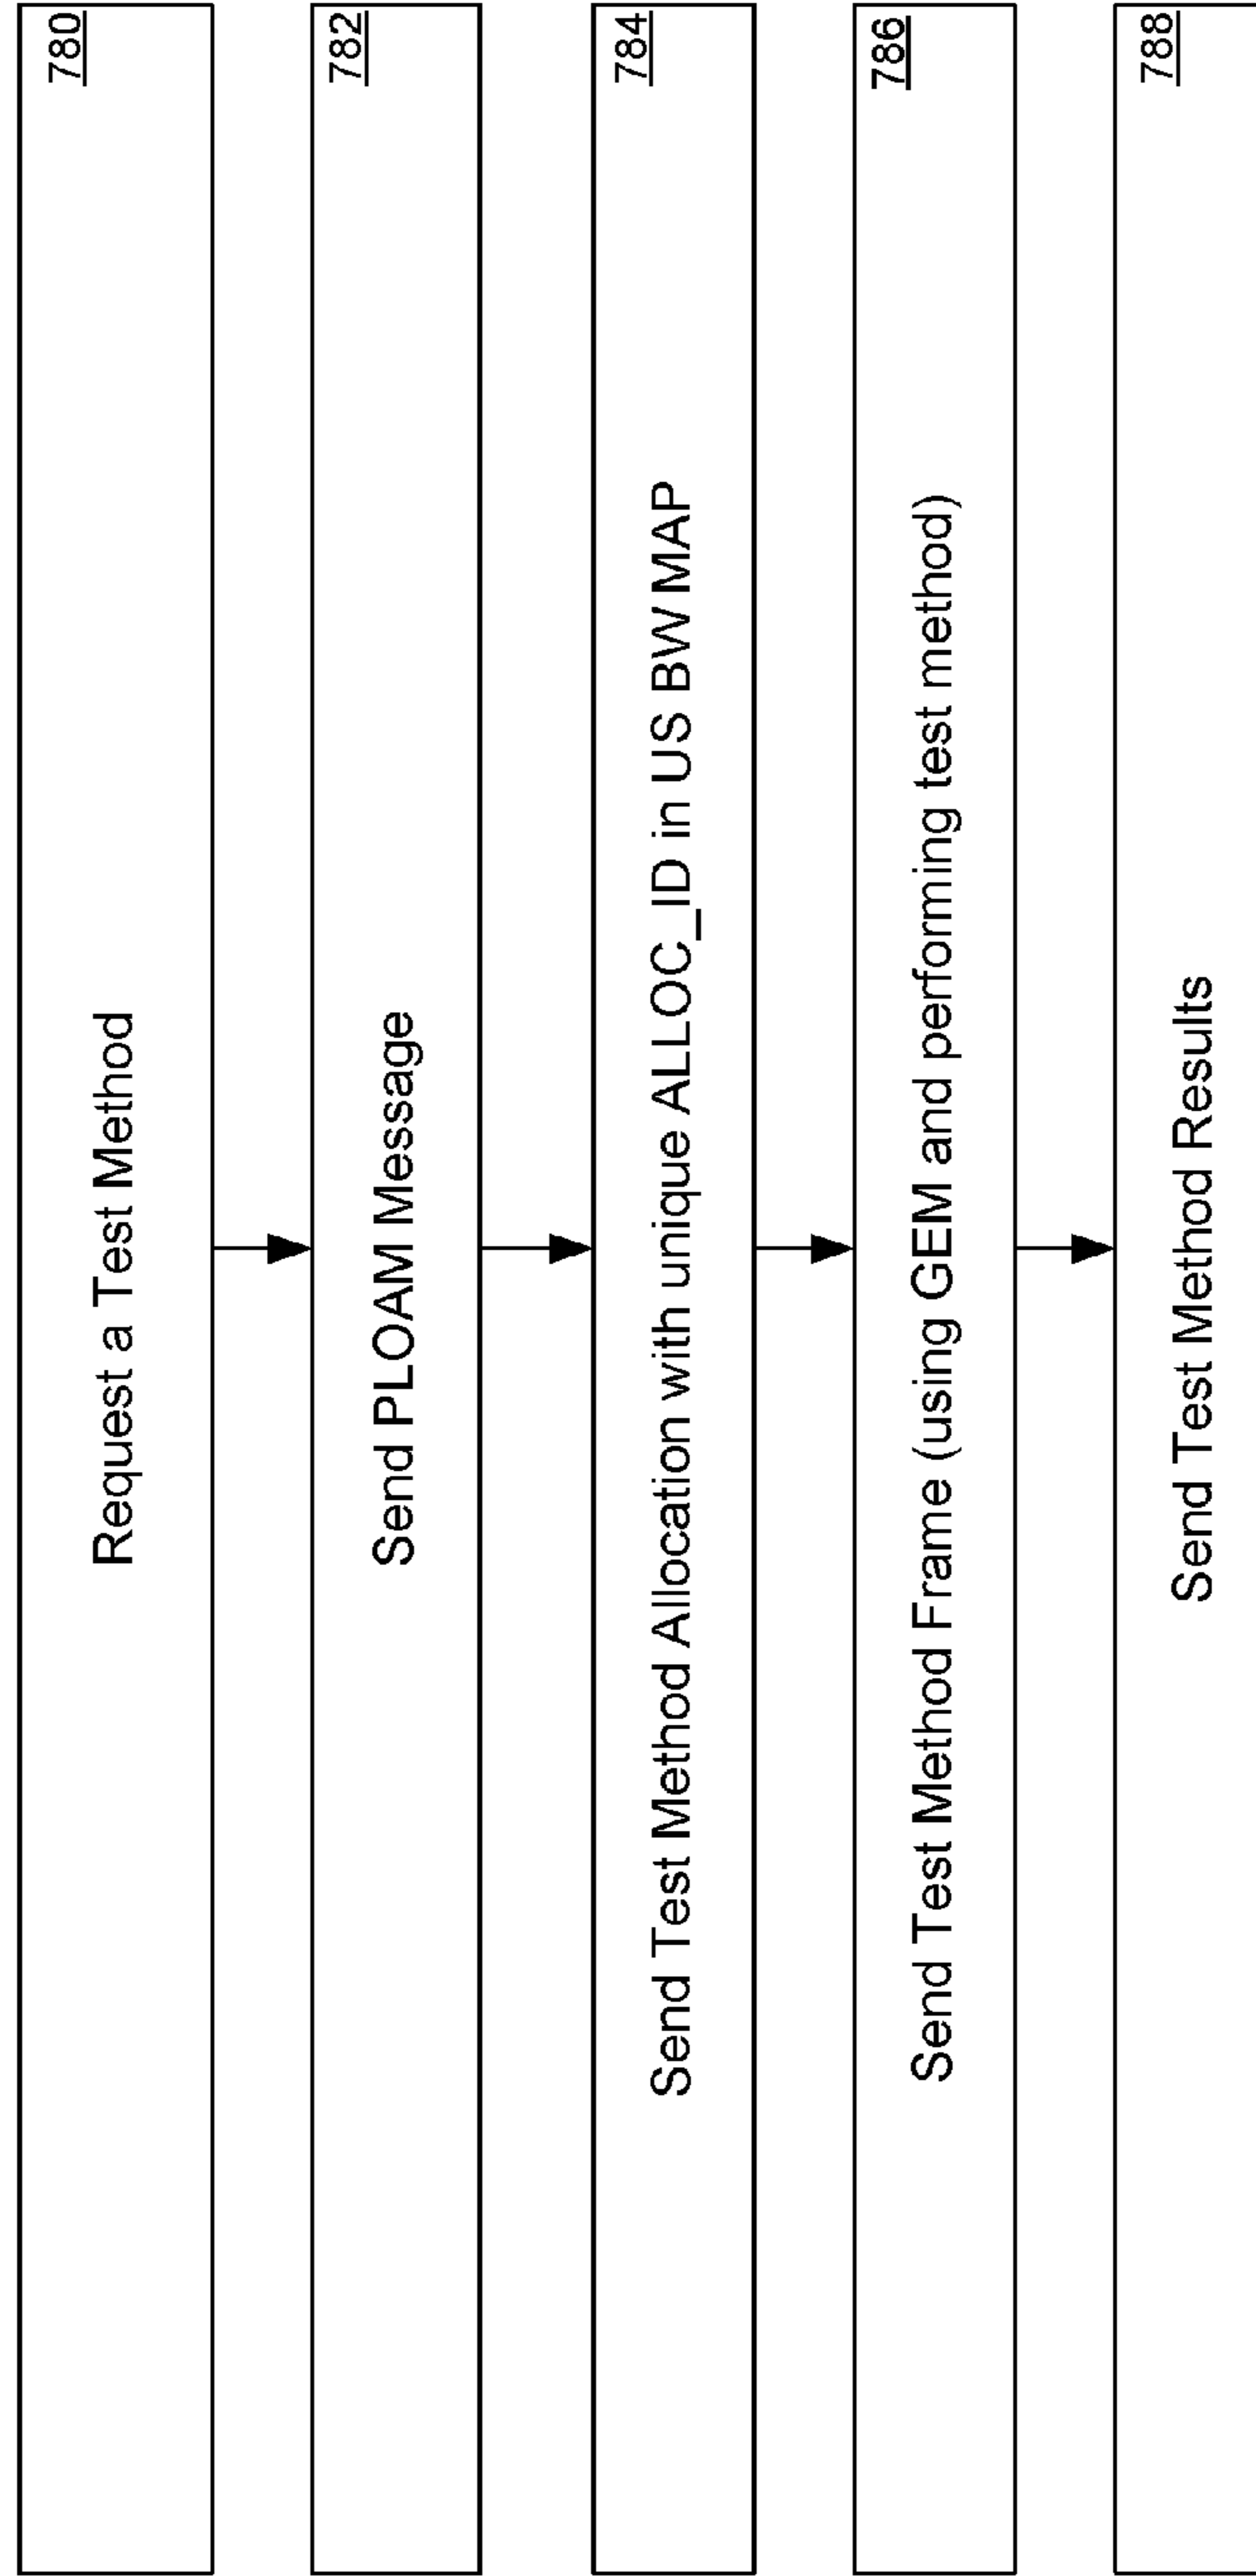 780
Request a Test Method
782
Send PLOAM Message
784
Send Test Method Allocation with unique ALLOC_ID in US BW MAP
786
Send Test Method Frame (using GEM and performing test method)
788
Send Test Method Results